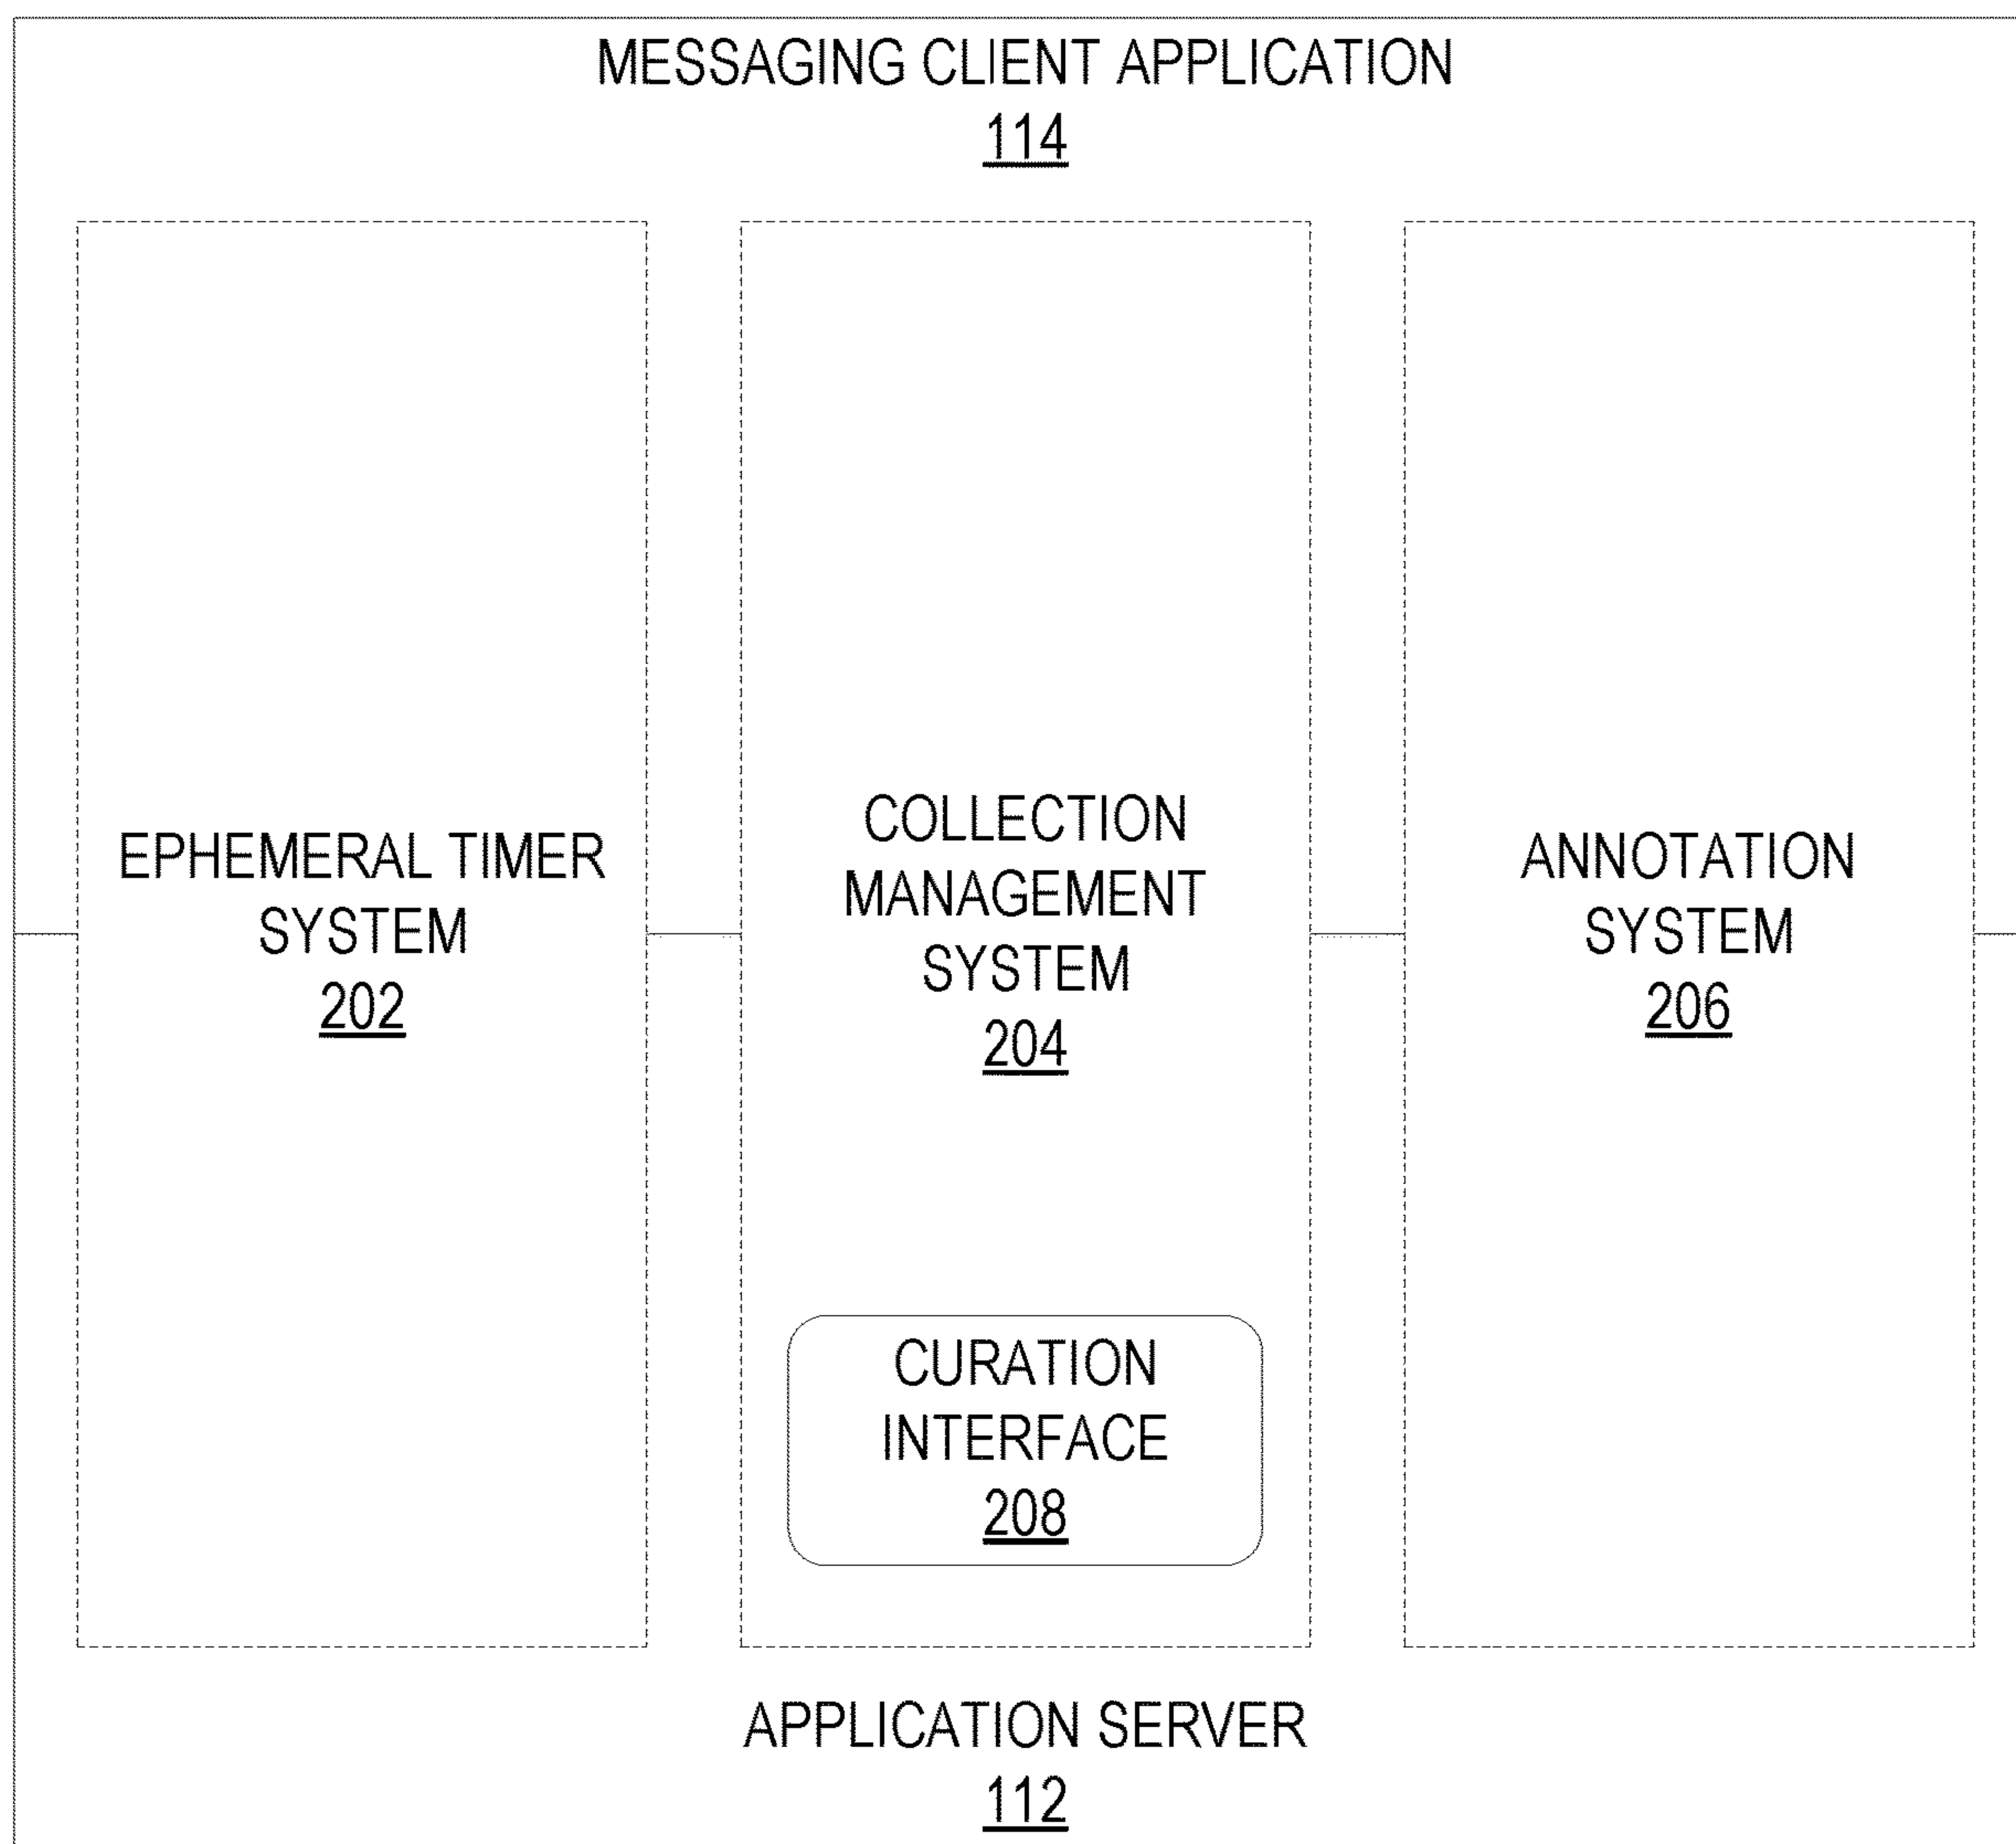 MESSAGING CLIENT APPLICATION
114
EPHEMERAL TIMER
SYSTEM
202
COLLECTION
MANAGEMENT
SYSTEM
204
ANNOTATION
SYSTEM
206
CURATION
INTERFACE
208
APPLICATION SERVER
112